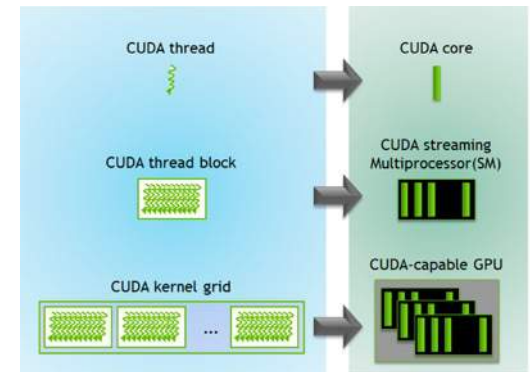 CUDA thread
CUDA core
CUDA thread block
CUDA streaming
Multiprocessor(SM)
CUDA kernel grid
CUDA-capable GPU
...